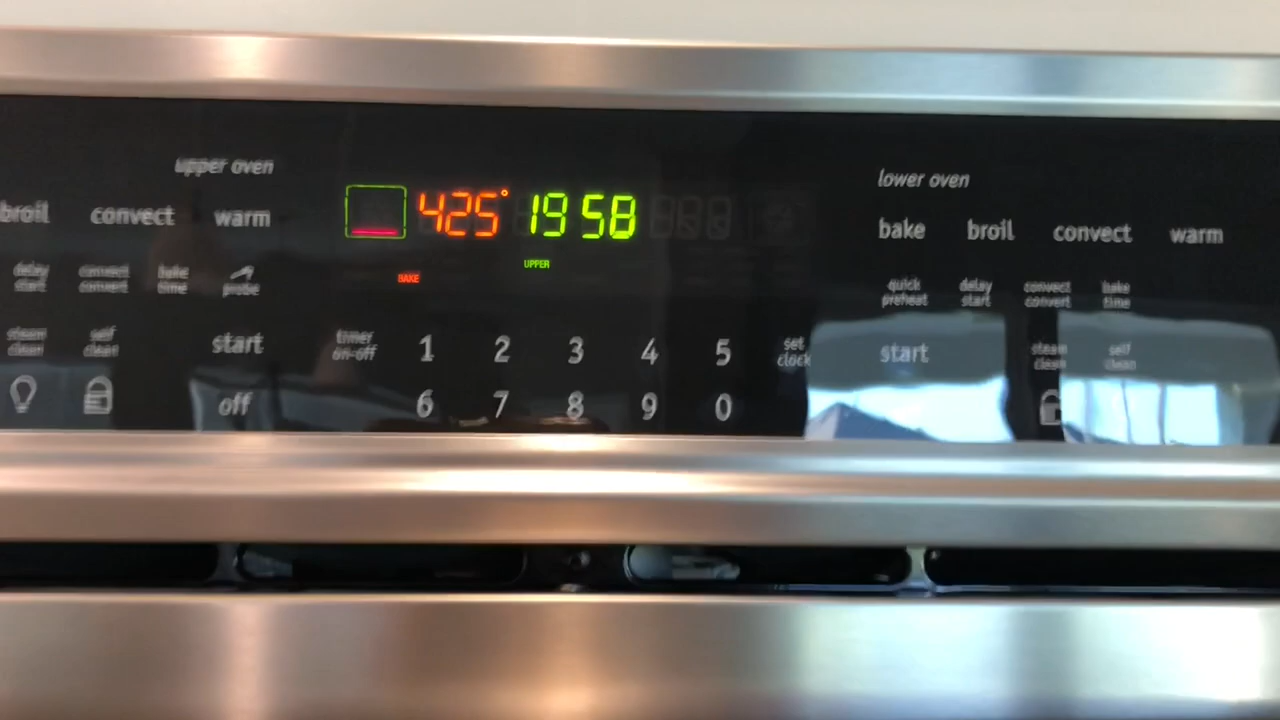 upper oven
lower oven
425° 19 58
broil convect warm
bake broil convect warm
BAKE UPPER
delay start convect convert bake time probe
quick preheat delay start convect convert bake time
steam clean self clean start timer on-off 1 2 3 4 5 set clock start steam clean self clean
off 6 7 8 9 0